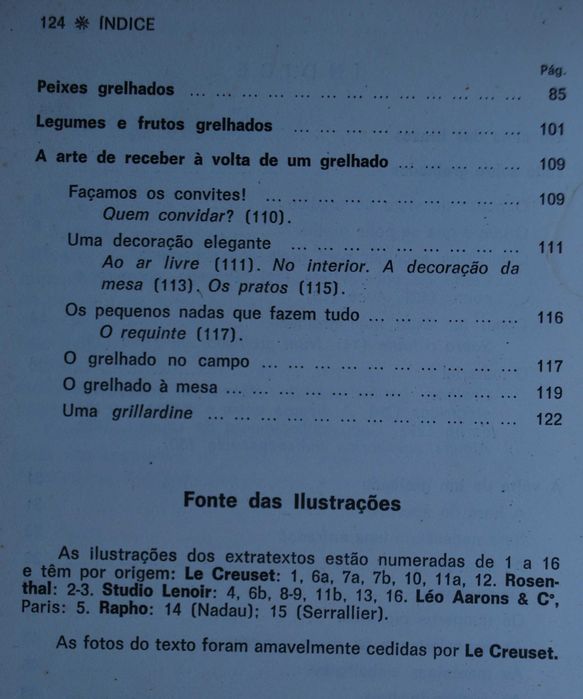 124 ❋ ÍNDICE
Pág.
Peixes grelhados ... ... ... ... ... ... ... ... ... ... ... ... ... 85
Legumes e frutos grelhados ... ... ... ... ... ... ... ... ... 101
A arte de receber à volta de um grelhado ... ... ... ... ... 109
Façamos os convites! ... ... ... ... ... ... ... ... ... ... 109
Quem convidar? (110).
Uma decoração elegante ... ... ... ... ... ... ... ... ... 111
Ao ar livre (111). No interior. A decoração da
mesa (113). Os pratos (115).
Os pequenos nadas que fazem tudo ... ... ... ... ... ... 116
O requinte (117).
O grelhado no campo ... ... ... ... ... ... ... ... ... ... 117
O grelhado à mesa ... ... ... ... ... ... ... ... ... ... ... 119
Uma grillardine ... ... ... ... ... ... ... ... ... ... ... ... 122
Fonte das Ilustrações
As ilustrações dos extratextos estão numeradas de 1 a 16
e têm por origem: Le Creuset: 1, 6a, 7a, 7b, 10, 11a, 12. Rosen-
thal: 2-3. Studio Lenoir: 4, 6b, 8-9, 11b, 13, 16. Léo Aarons & Cº,
Paris: 5. Rapho: 14 (Nadau); 15 (Serrallier).
As fotos do texto foram amavelmente cedidas por Le Creuset.